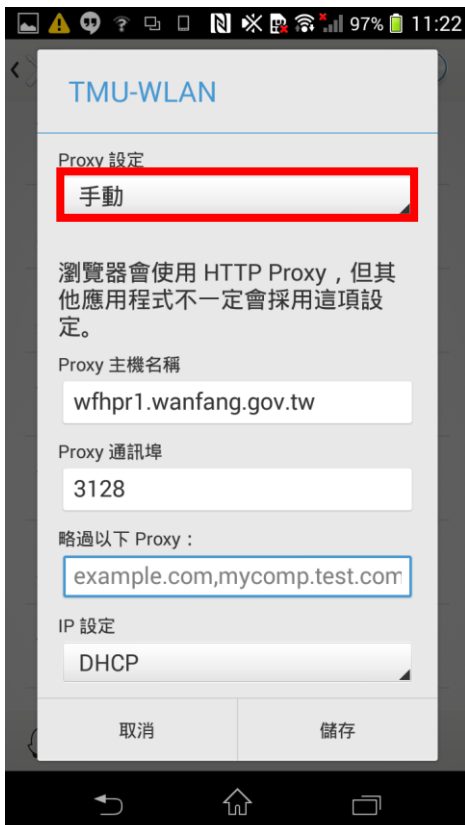 97% 11:22
TMU-WLAN
Proxy 設定
手動
瀏覽器會使用 HTTP Proxy，但其
他應用程式不一定會採用這項設
定。
Proxy 主機名稱
wfhpr1.wanfang.gov.tw
Proxy 通訊埠
3128
略過以下 Proxy：
example.com,mycomp.test.com
IP 設定
DHCP
取消
儲存